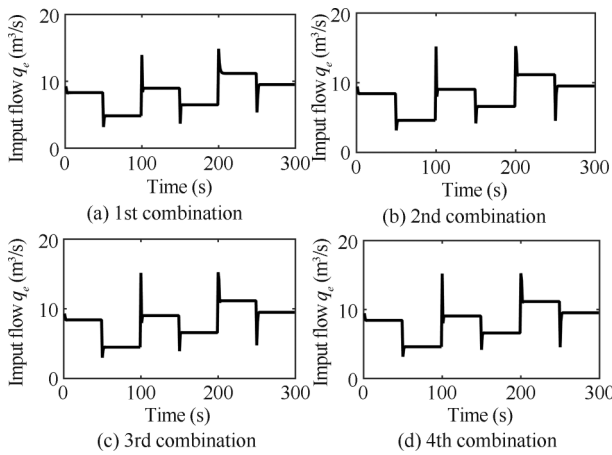 20
10
0
Imput flow qe (m³/s)
0 100 200 300
Time (s)
(a) 1st combination
20
10
0
Imput flow qe (m³/s)
0 100 200 300
Time (s)
(b) 2nd combination
20
10
0
Imput flow qe (m³/s)
0 100 200 300
Time (s)
(c) 3rd combination
20
10
0
Imput flow qe (m³/s)
0 100 200 300
Time (s)
(d) 4th combination